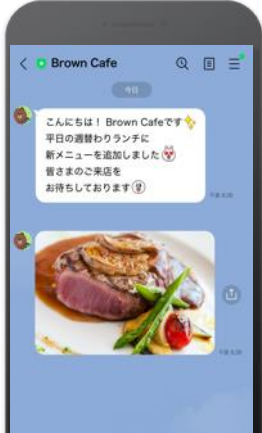 Brown Cafe
今日
こんにちは！ Brown Cafeです
平日の週替わりランチに
新メニューを追加しました
皆さまのご来店を
お待ちしております